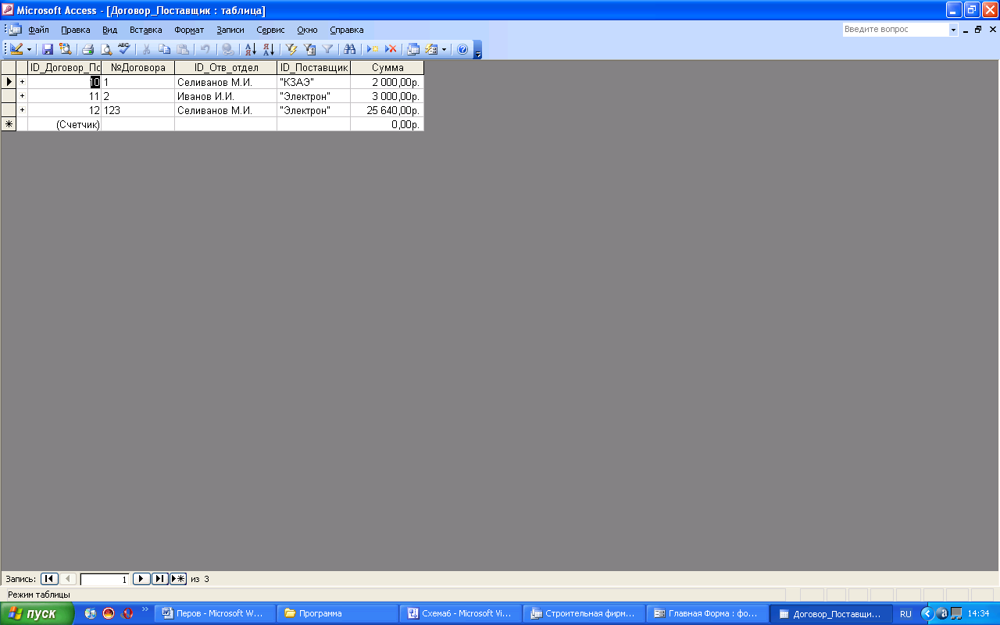 Microsoft Access - [Договор_Поставщик : таблица]
Файл Правка Вид Вставка Формат Записи Сервис Окно Справка Введите вопрос
ID_Договор_По №Договора ID_Отв_отдел ID_Поставщик Сумма
+ 10 1 Селиванов М.И. "КЗАЭ" 2 000,00р.
+ 11 2 Иванов И.И. "Электрон" 3 000,00р.
+ 12 123 Селиванов М.И. "Электрон" 25 640,00р.
(Счетчик) 0,00р.
Запись: 1 из 3
Режим таблицы
пуск Перов - Microsoft W... Программа Схема6 - Microsoft Vi... Строительная фирм... Главная Форма : фо... Договор_Поставщи... RU 14:34